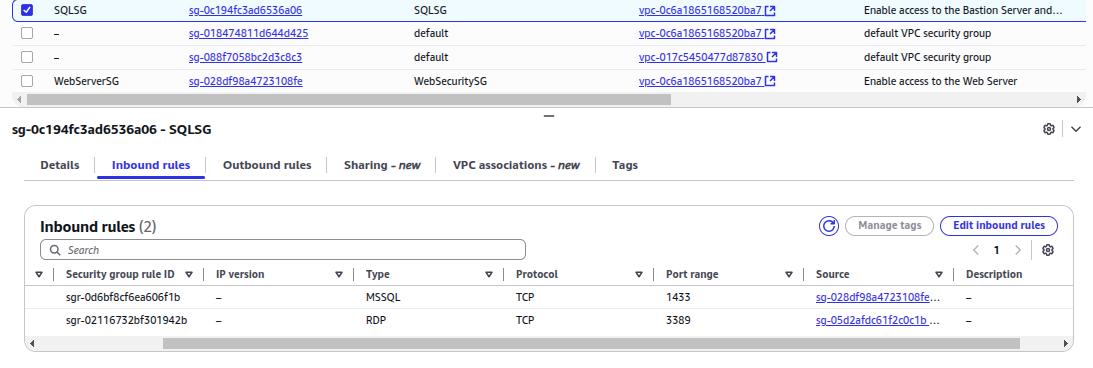 SQLSG sg-0c194fc3ad6536a06 SQLSG vpc-0c6a1865168520ba7 Enable access to the Bastion Server and...
– sg-018474811d644d425 default vpc-0c6a1865168520ba7 default VPC security group
– sg-088f7058bc2d3c8c3 default vpc-017c5450477d87830 default VPC security group
WebServerSG sg-028df98a4723108fe WebSecuritySG vpc-0c6a1865168520ba7 Enable access to the Web Server
sg-0c194fc3ad6536a06 - SQLSG
Details Inbound rules Outbound rules Sharing – new VPC associations – new Tags
Inbound rules (2) Manage tags Edit inbound rules
Search 1
Security group rule ID IP version Type Protocol Port range Source Description
sgr-0d6bf8cf6ea606f1b – MSSQL TCP 1433 sg-028df98a4723108fe... –
sgr-02116732bf301942b – RDP TCP 3389 sg-05d2afdc61f2c0c1b ... –